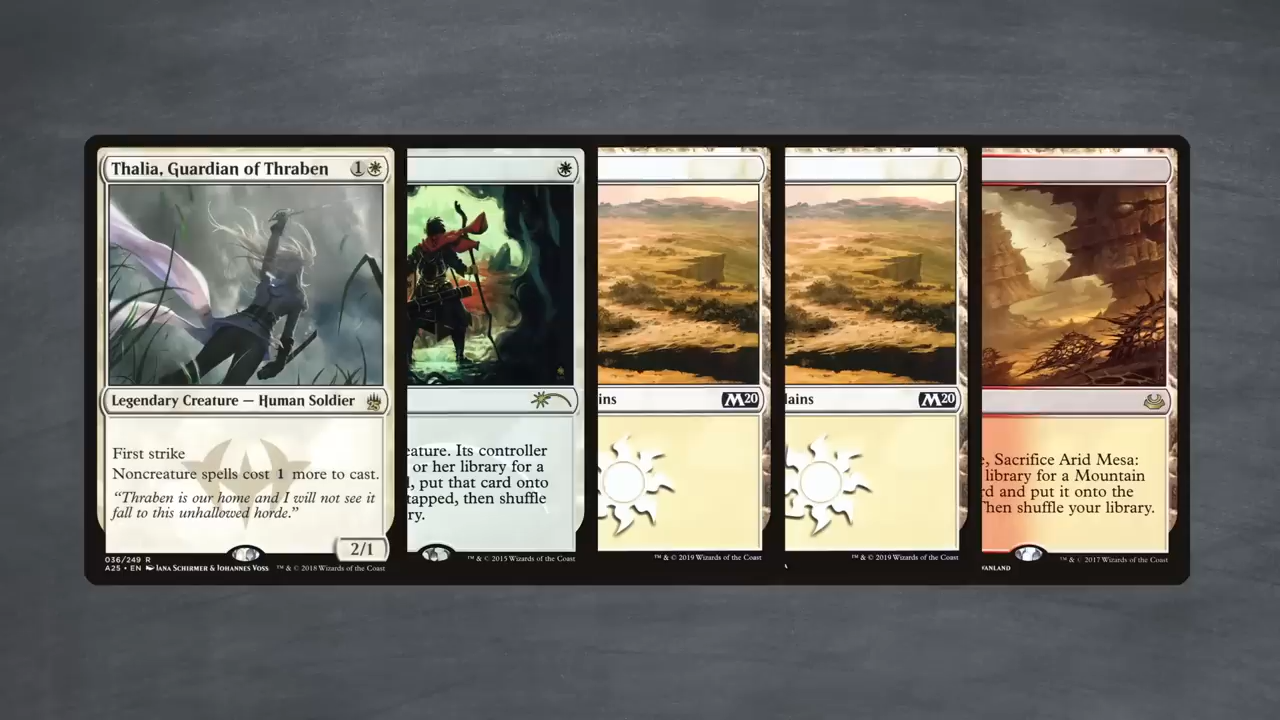 Thalia, Guardian of Thraben
1
Legendary Creature — Human Soldier
First strike
Noncreature spells cost 1 more to cast.
“Thraben is our home and I will not see it
fall to this unhallowed horde.”
2/1
036/249 R
A25 • EN Iana Schirmer & Johannes Voss
™ & © 2018 Wizards of the Coast
eature. Its controller
or her library for a
, put that card onto
tapped, then shuffle
ry.
™ & © 2015 Wizards of the Coast
ins
M20
™ & © 2019 Wizards of the Coast
lains
M20
™ & © 2019 Wizards of the Coast
e, Sacrifice Arid Mesa:
library for a Mountain
rd and put it onto the
Then shuffle your library.
™ & © 2017 Wizards of the Coast
WANLAND